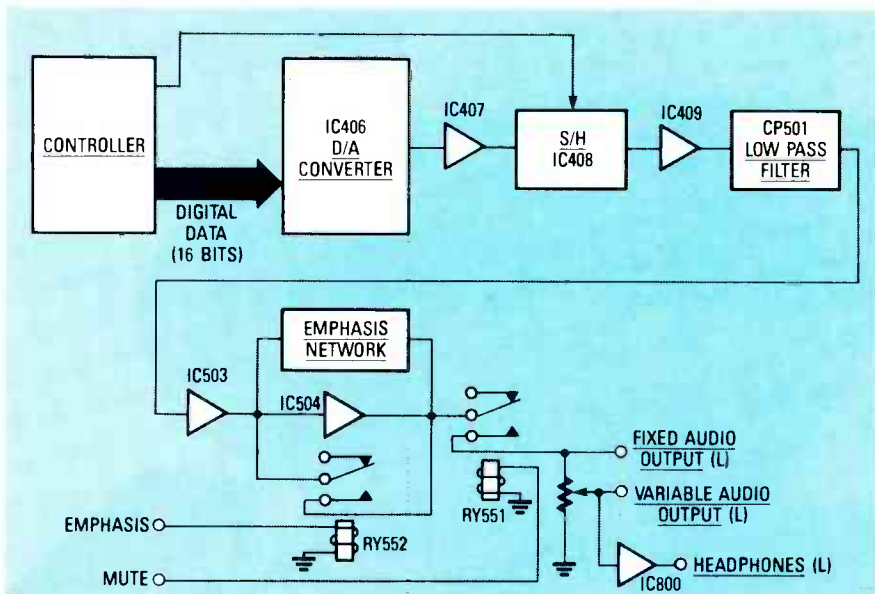 CONTROLLER
DIGITAL
DATA
(16 BITS)
IC406
D/A
CONVERTER
IC407
S/H
IC408
IC409
CP501
LOW PASS
FILTER
EMPHASIS
NETWORK
IC503
IC504
RY551
FIXED AUDIO
OUTPUT (L)
VARIABLE AUDIO
OUTPUT (L)
EMPHASIS
RY552
MUTE
HEADPHONES (L)
IC800